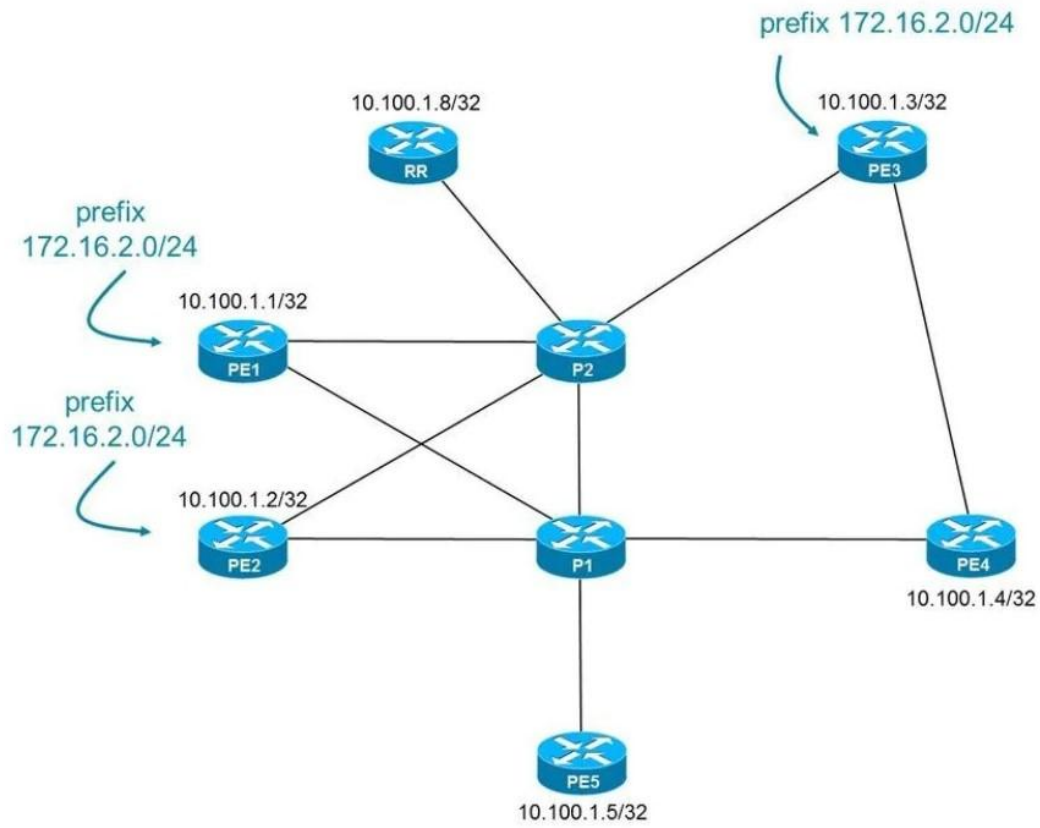 prefix 172.16.2.0/24
10.100.1.8/32
10.100.1.3/32
RR
PE3
prefix
172.16.2.0/24
10.100.1.1/32
PE1
P2
prefix
172.16.2.0/24
10.100.1.2/32
PE2
P1
PE4
10.100.1.4/32
PE5
10.100.1.5/32